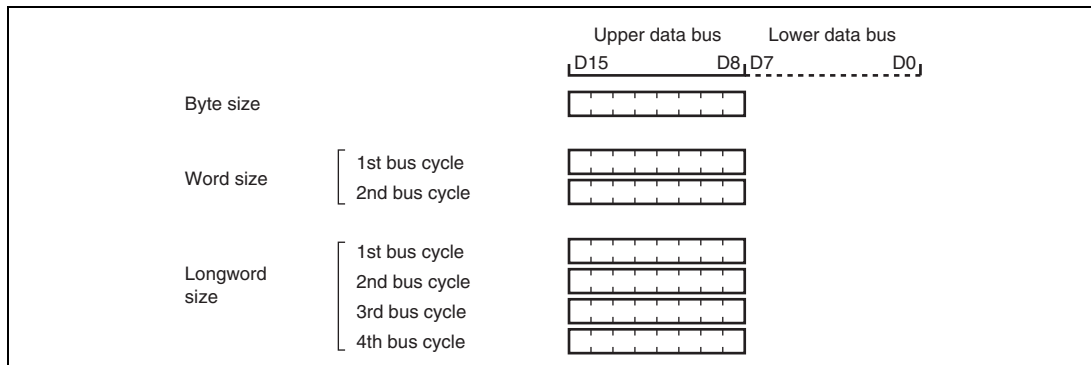 Upper data bus Lower data bus
D15 D8 D7 D0
Byte size
Word size
1st bus cycle
2nd bus cycle
Longword
size
1st bus cycle
2nd bus cycle
3rd bus cycle
4th bus cycle